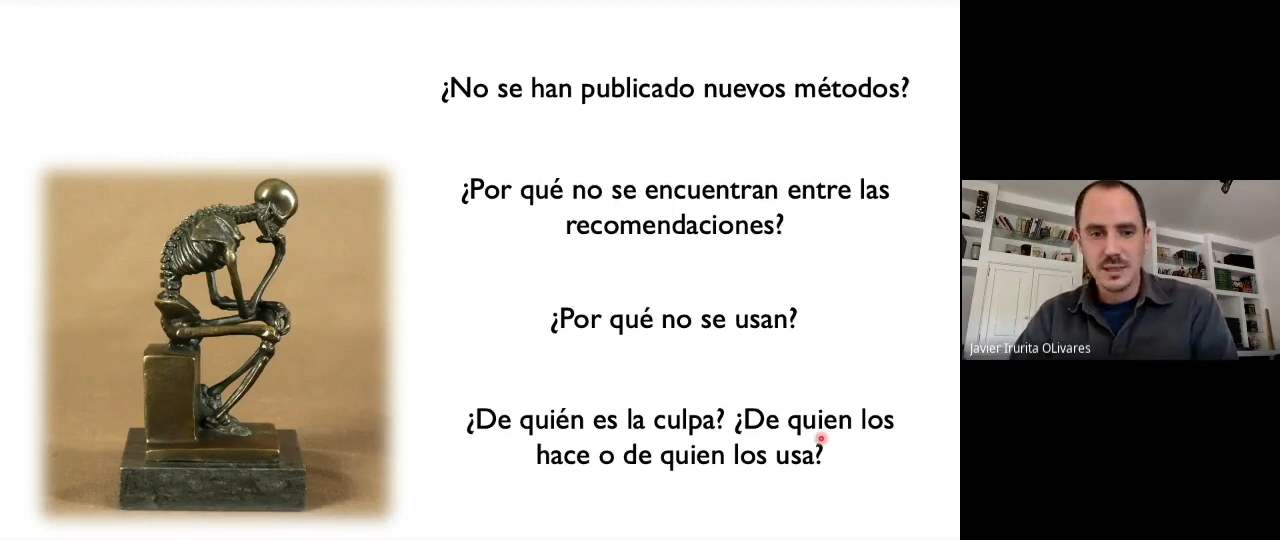 ¿No se han publicado nuevos métodos?
¿Por qué no se encuentran entre las
recomendaciones?
¿Por qué no se usan?
¿De quién es la culpa? ¿De quien los
hace o de quien los usa?
Javier Irurita OLivares